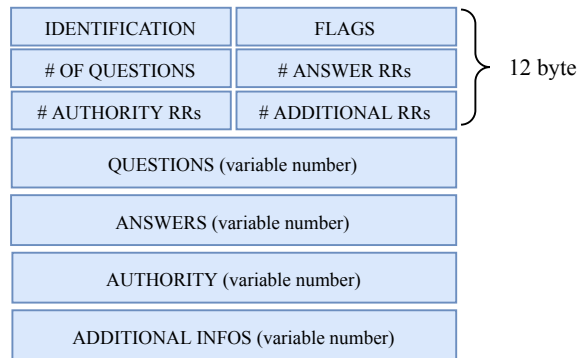 IDENTIFICATION
FLAGS
# OF QUESTIONS
# ANSWER RRs
# AUTHORITY RRs
# ADDITIONAL RRs
12 byte
QUESTIONS (variable number)
ANSWERS (variable number)
AUTHORITY (variable number)
ADDITIONAL INFOS (variable number)